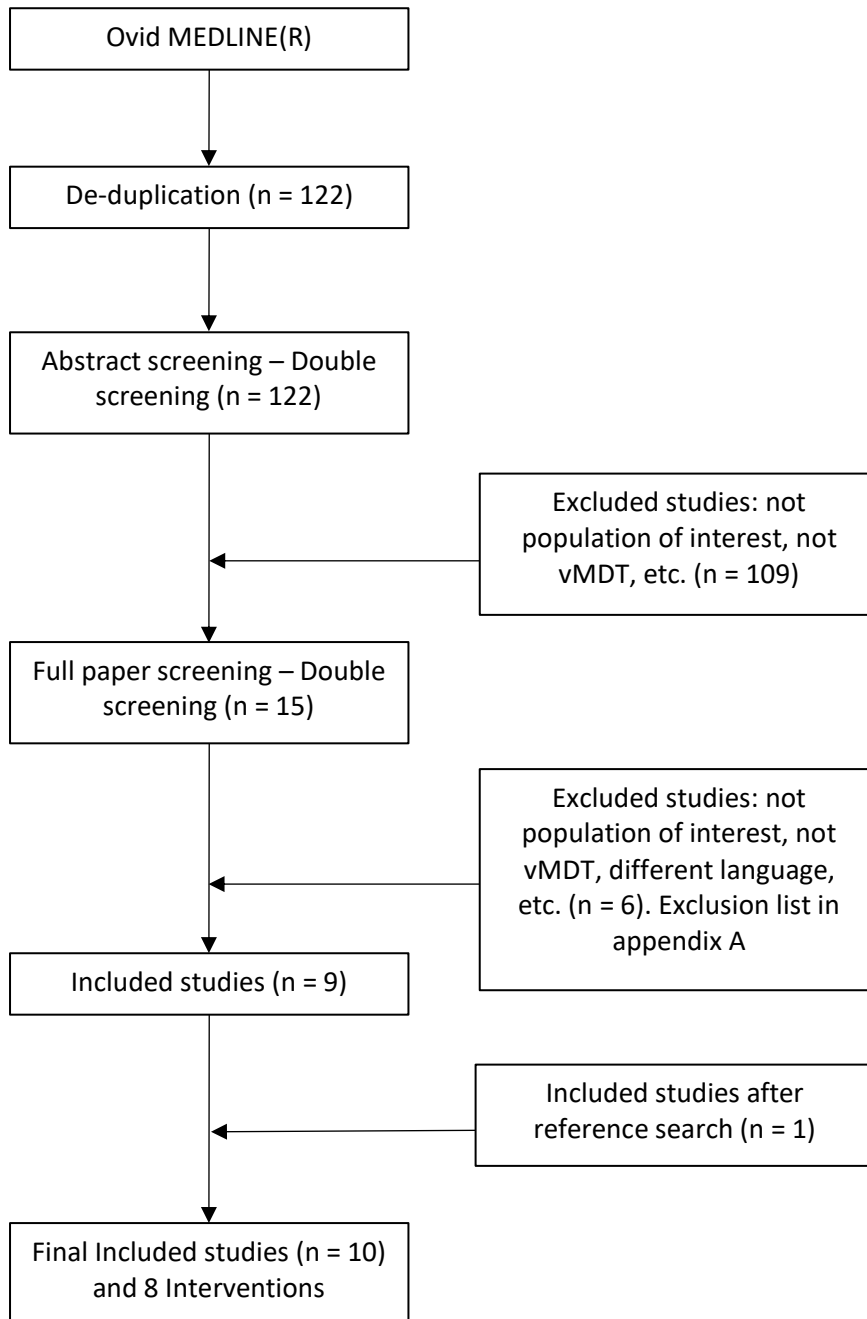 Ovid MEDLINE(R)
De-duplication (n = 122)
Abstract screening – Double
screening (n = 122)
Excluded studies: not
population of interest, not
vMDT, etc. (n = 109)
Full paper screening – Double
screening (n = 15)
Excluded studies: not
population of interest, not
vMDT, different language,
etc. (n = 6). Exclusion list in
appendix A
Included studies (n = 9)
Included studies after
reference search (n = 1)
Final Included studies (n = 10)
and 8 Interventions